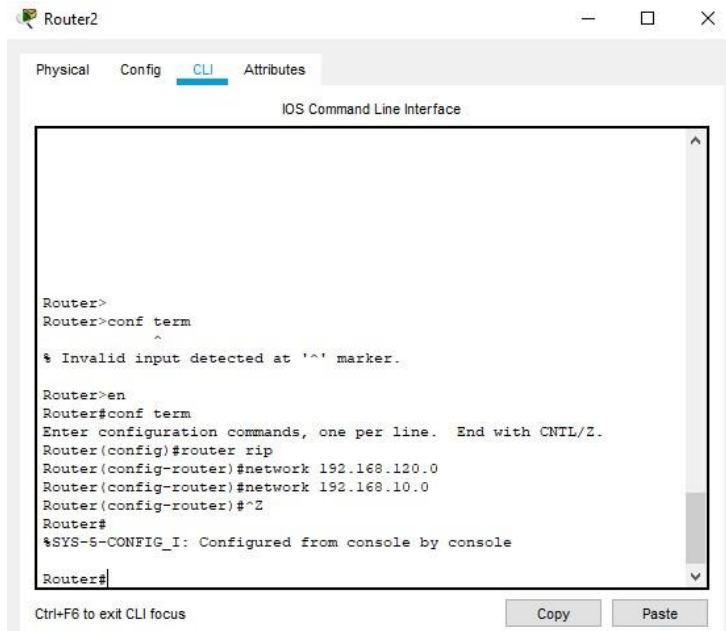 Router2
Physical Config CLI Attributes
IOS Command Line Interface
Router>
Router>conf term
^
% Invalid input detected at '^' marker.
Router>en
Router#conf term
Enter configuration commands, one per line. End with CNTL/Z.
Router(config)#router rip
Router(config-router)#network 192.168.120.0
Router(config-router)#network 192.168.10.0
Router(config-router)#^Z
Router#
%SYS-5-CONFIG_I: Configured from console by console
Router#
Ctrl+F6 to exit CLI focus Copy Paste